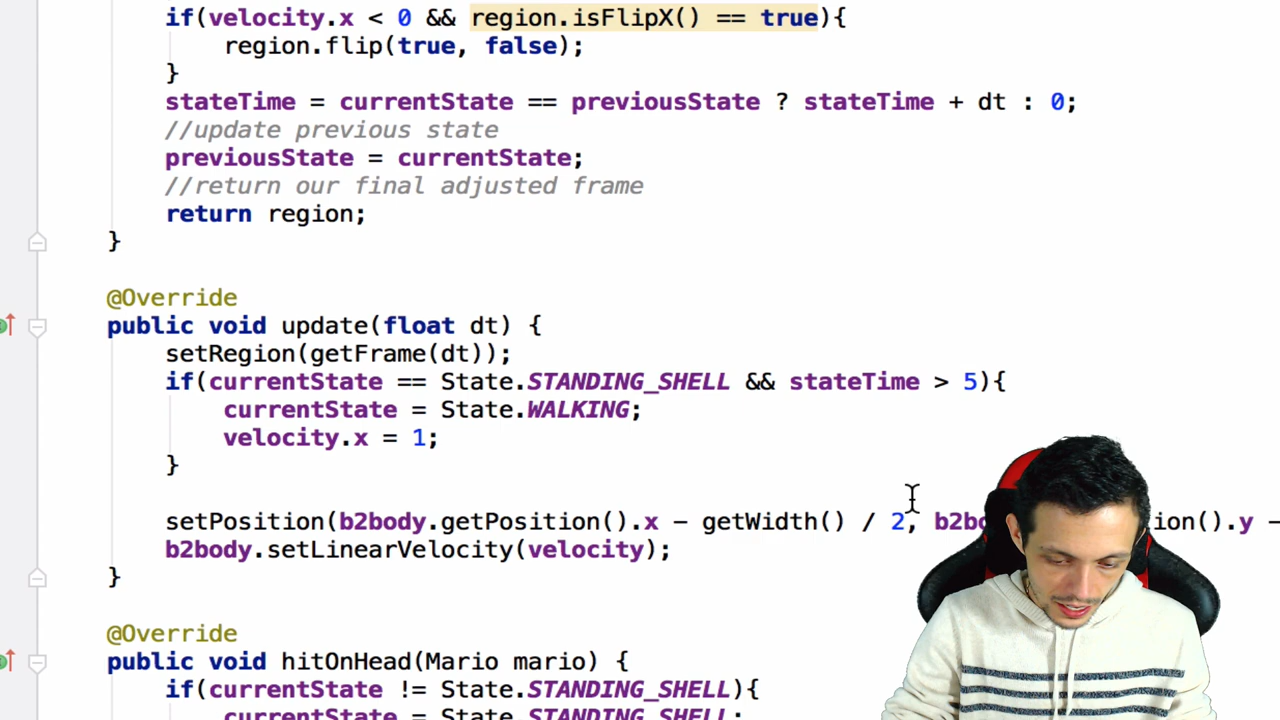 if(velocity.x < 0 && region.isFlipX() == true){
region.flip(true, false);
}
stateTime = currentState == previousState ? stateTime + dt : 0;
//update previous state
previousState = currentState;
//return our final adjusted frame
return region;
}
@Override
public void update(float dt) {
setRegion(getFrame(dt));
if(currentState == State.STANDING_SHELL && stateTime > 5){
currentState = State.WALKING;
velocity.x = 1;
}
setPosition(b2body.getPosition().x - getWidth() / 2, .y -
b2body.setLinearVelocity(velocity);
}
@Override
public void hitOnHead(Mario mario) {
if(currentState != State.STANDING_SHELL){
currentState = State.STANDING_SHELL;